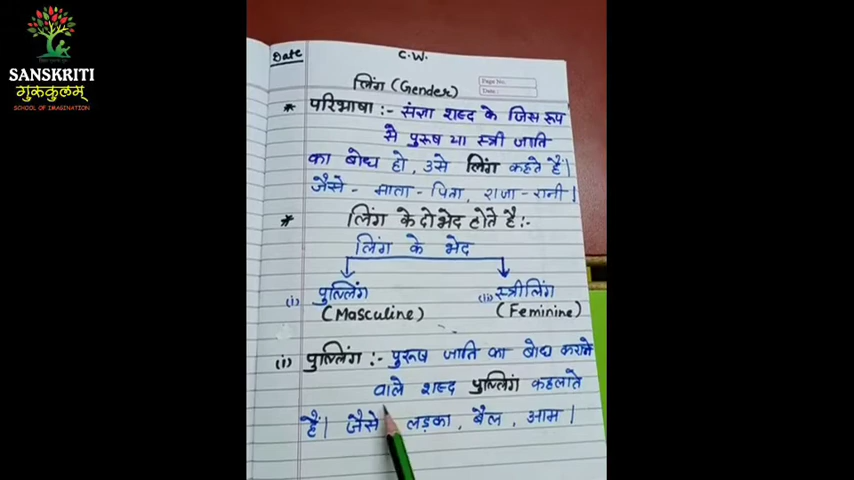 SANSKRITI
गुरुकुलम्
SCHOOL OF IMAGINATION
Date
C.W.
Page No.:
Date:
लिंग (Gender)
* परिभाषा :- संज्ञा शब्द के जिस रूप
से पुरूष या स्त्री जाति
का बोध हो, उसे लिंग कहते हैं|
जैसे - माता - पिता, राजा - रानी|
* लिंग के दो भेद होते है :-
लिंग के भेद
(i) पुल्लिंग (ii) स्त्रीलिंग
(Masculine) (Feminine)
(i) पुल्लिंग :- पुरूष जाति का बोध कराने
वाले शब्द पुल्लिंग कहलाते
हैं| जैसे लड़का, बैल, आम|